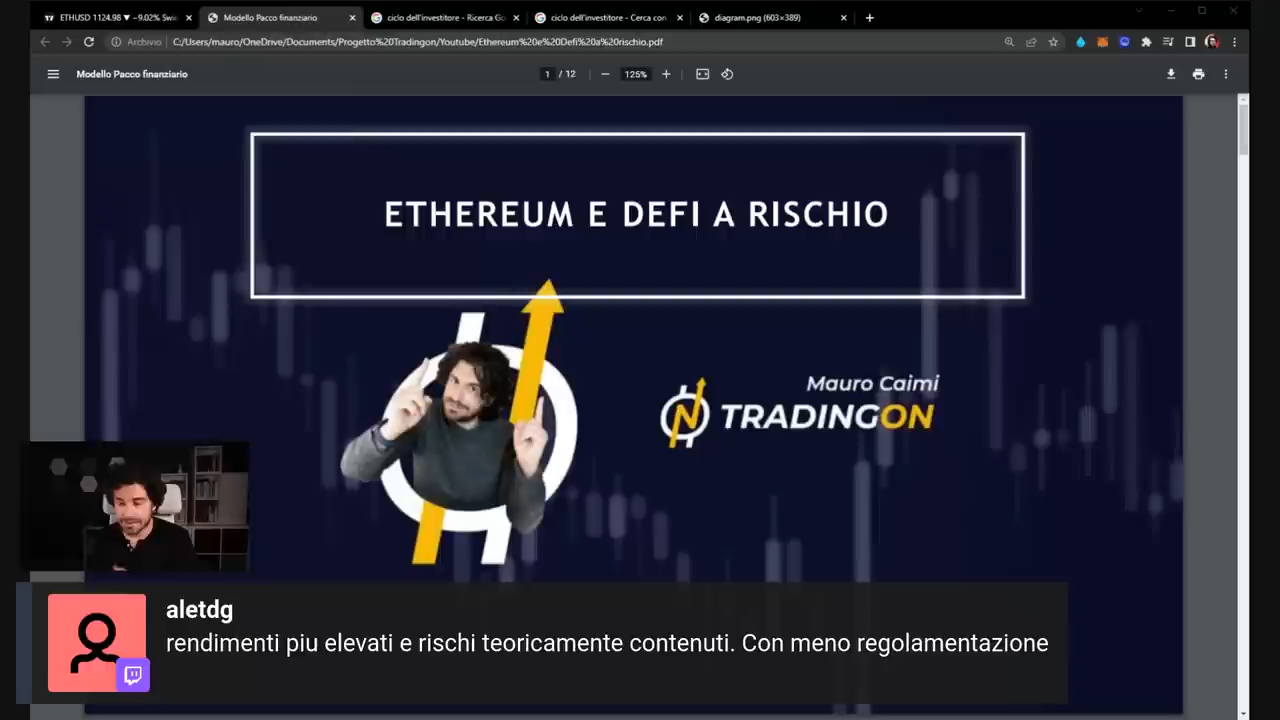 ETHUSD 1124.98 ▼ −9.02%
Modello Pacco finanziario
ciclo dell'investitore - Ricerca Go
ciclo dell'investitore - Cerca con
diagram.png (603×389)
Archivio
C:/Users/mauro/OneDrive/Documents/Progetto%20Tradingon/Youtube/Ethereum%20e%20Defi%20a%20rischio.pdf
Modello Pacco finanziario
1 / 12
125%
ETHEREUM E DEFI A RISCHIO
Mauro Caimi
TRADINGON
aletdg
rendimenti piu elevati e rischi teoricamente contenuti. Con meno regolamentazione